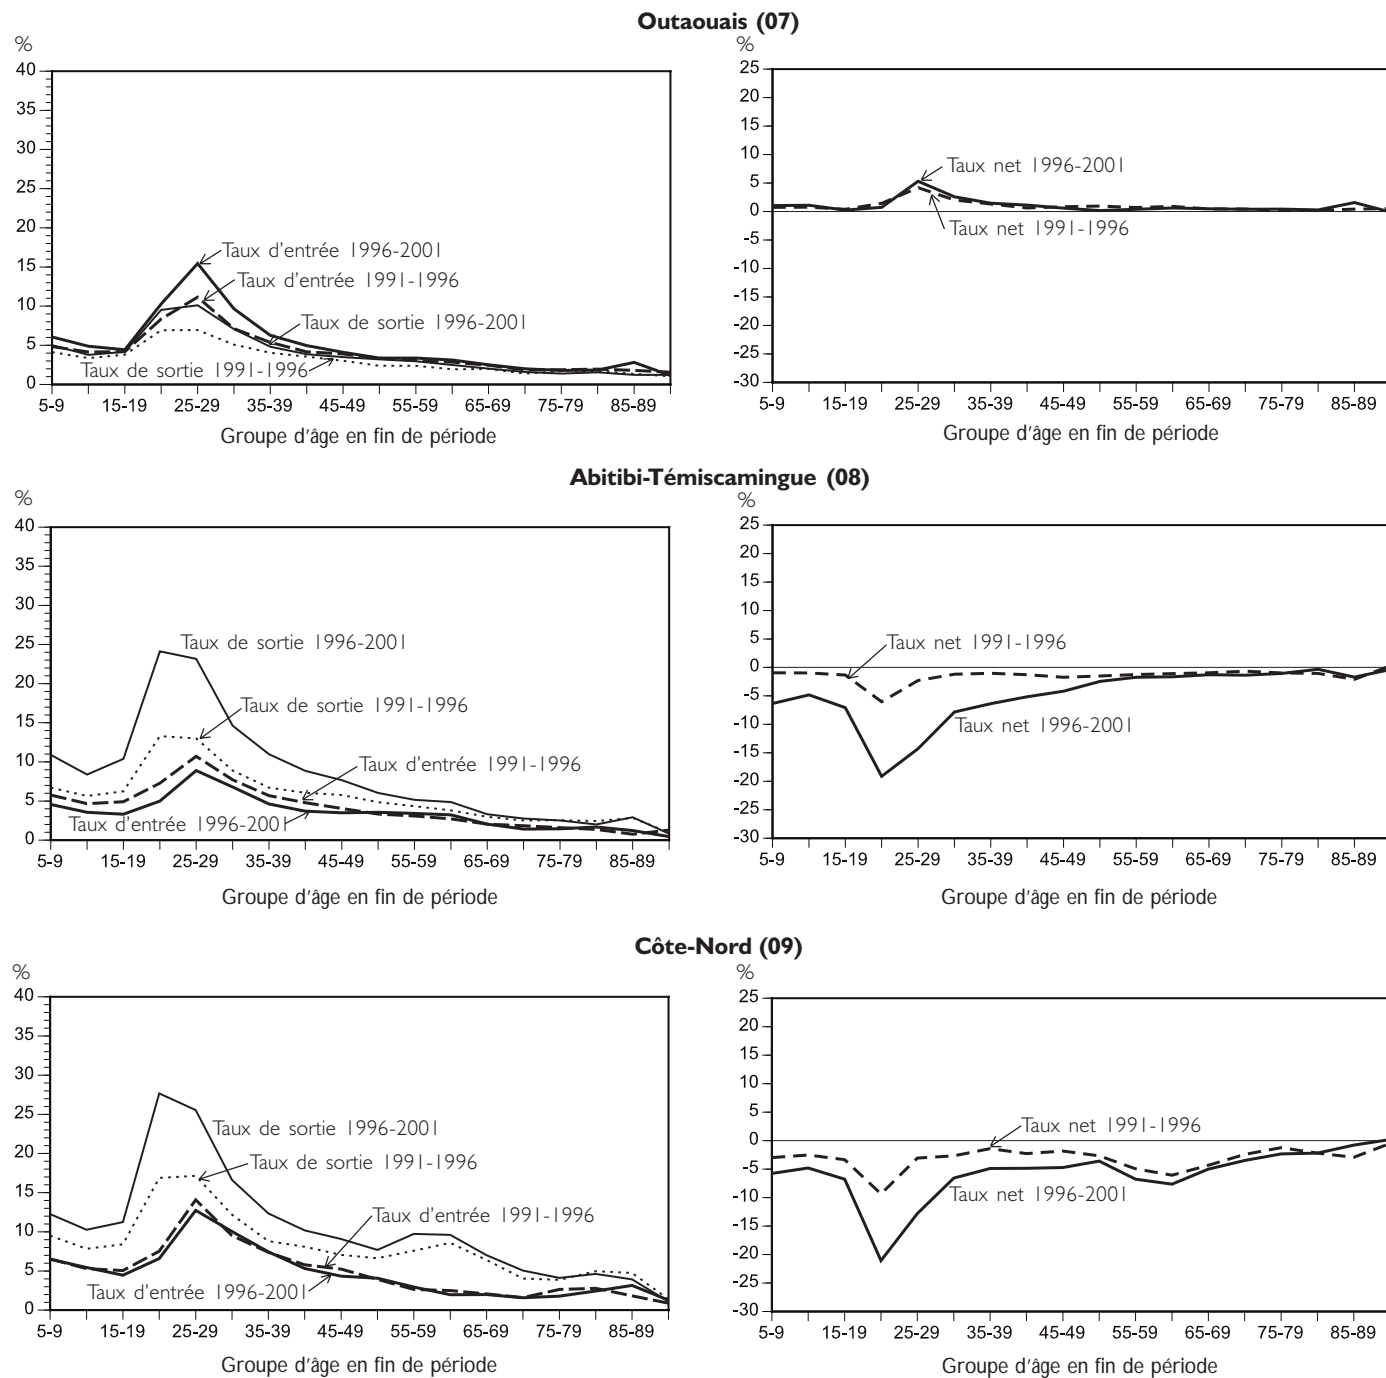 Outaouais (07)
%
40
35
30
25
20
15
10
5
0
Taux d'entrée 1996-2001
Taux d'entrée 1991-1996
Taux de sortie 1996-2001
Taux de sortie 1991-1996
5-9 15-19 25-29 35-39 45-49 55-59 65-69 75-79 85-89
Groupe d'âge en fin de période
%
25
20
15
10
5
0
-5
-10
-15
-20
-25
-30
Taux net 1996-2001
Taux net 1991-1996
5-9 15-19 25-29 35-39 45-49 55-59 65-69 75-79 85-89
Groupe d'âge en fin de période
Abitibi-Témiscamingue (08)
%
40
35
30
25
20
15
10
5
0
Taux de sortie 1996-2001
Taux de sortie 1991-1996
Taux d'entrée 1991-1996
Taux d'entrée 1996-2001
5-9 15-19 25-29 35-39 45-49 55-59 65-69 75-79 85-89
Groupe d'âge en fin de période
%
25
20
15
10
5
0
-5
-10
-15
-20
-25
-30
Taux net 1991-1996
Taux net 1996-2001
5-9 15-19 25-29 35-39 45-49 55-59 65-69 75-79 85-89
Groupe d'âge en fin de période
Côte-Nord (09)
%
40
35
30
25
20
15
10
5
0
Taux de sortie 1996-2001
Taux de sortie 1991-1996
Taux d'entrée 1991-1996
Taux d'entrée 1996-2001
5-9 15-19 25-29 35-39 45-49 55-59 65-69 75-79 85-89
Groupe d'âge en fin de période
%
25
20
15
10
5
0
-5
-10
-15
-20
-25
-30
Taux net 1991-1996
Taux net 1996-2001
5-9 15-19 25-29 35-39 45-49 55-59 65-69 75-79 85-89
Groupe d'âge en fin de période